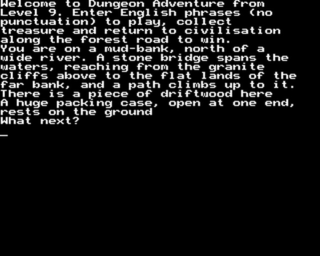 Welcome to Dungeon Adventure from
Level 9. Enter English phrases (no
punctuation) to play, collect
treasure and return to civilisation
along the forest road to win.
You are on a mud-bank, north of a
wide river. A stone bridge spans the
waters, reaching from the granite
cliffs above to the flat lands of the
far bank, and a path climbs up to it.
There is a piece of driftwood here
A huge packing case, open at one end,
rests on the ground
What next?
_